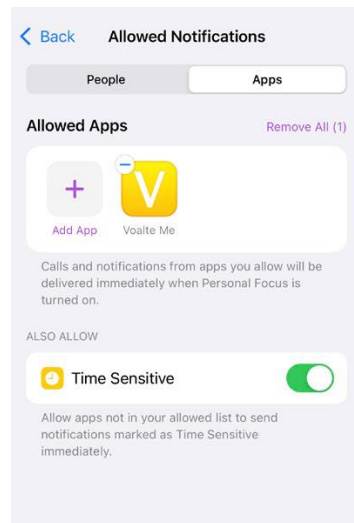 Back Allowed Notifications
People Apps
Allowed Apps Remove All (1)
V
Add App Voalte Me
Calls and notifications from apps you allow will be
delivered immediately when Personal Focus is
turned on.
ALSO ALLOW
Time Sensitive
Allow apps not in your allowed list to send
notifications marked as Time Sensitive
immediately.